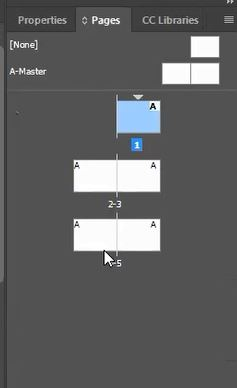 Properties Pages CC Libraries
[None]
A-Master
A
1
A A
2-3
A A
-5